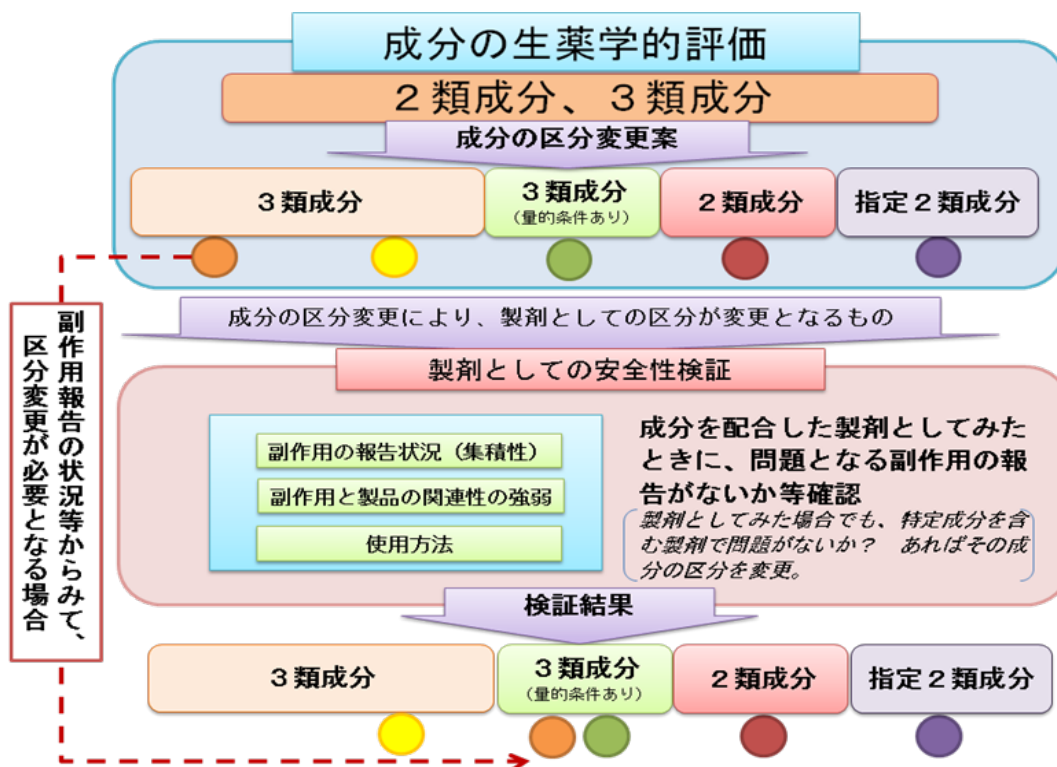 成分の生薬学的評価
２類成分、３類成分
成分の区分変更案
３類成分
３類成分
(量的条件あり)
２類成分
指定２類成分
副作用報告の状況等からみて、
区分変更が必要となる場合
成分の区分変更により、製剤としての区分が変更となるもの
製剤としての安全性検証
副作用の報告状況（集積性）
副作用と製品の関連性の強弱
使用方法
成分を配合した製剤としてみた
ときに、問題となる副作用の報
告がないか等確認
製剤としてみた場合でも、特定成分を含
む製剤で問題がないか？　あればその成
分の区分を変更。
検証結果
３類成分
３類成分
(量的条件あり)
２類成分
指定２類成分